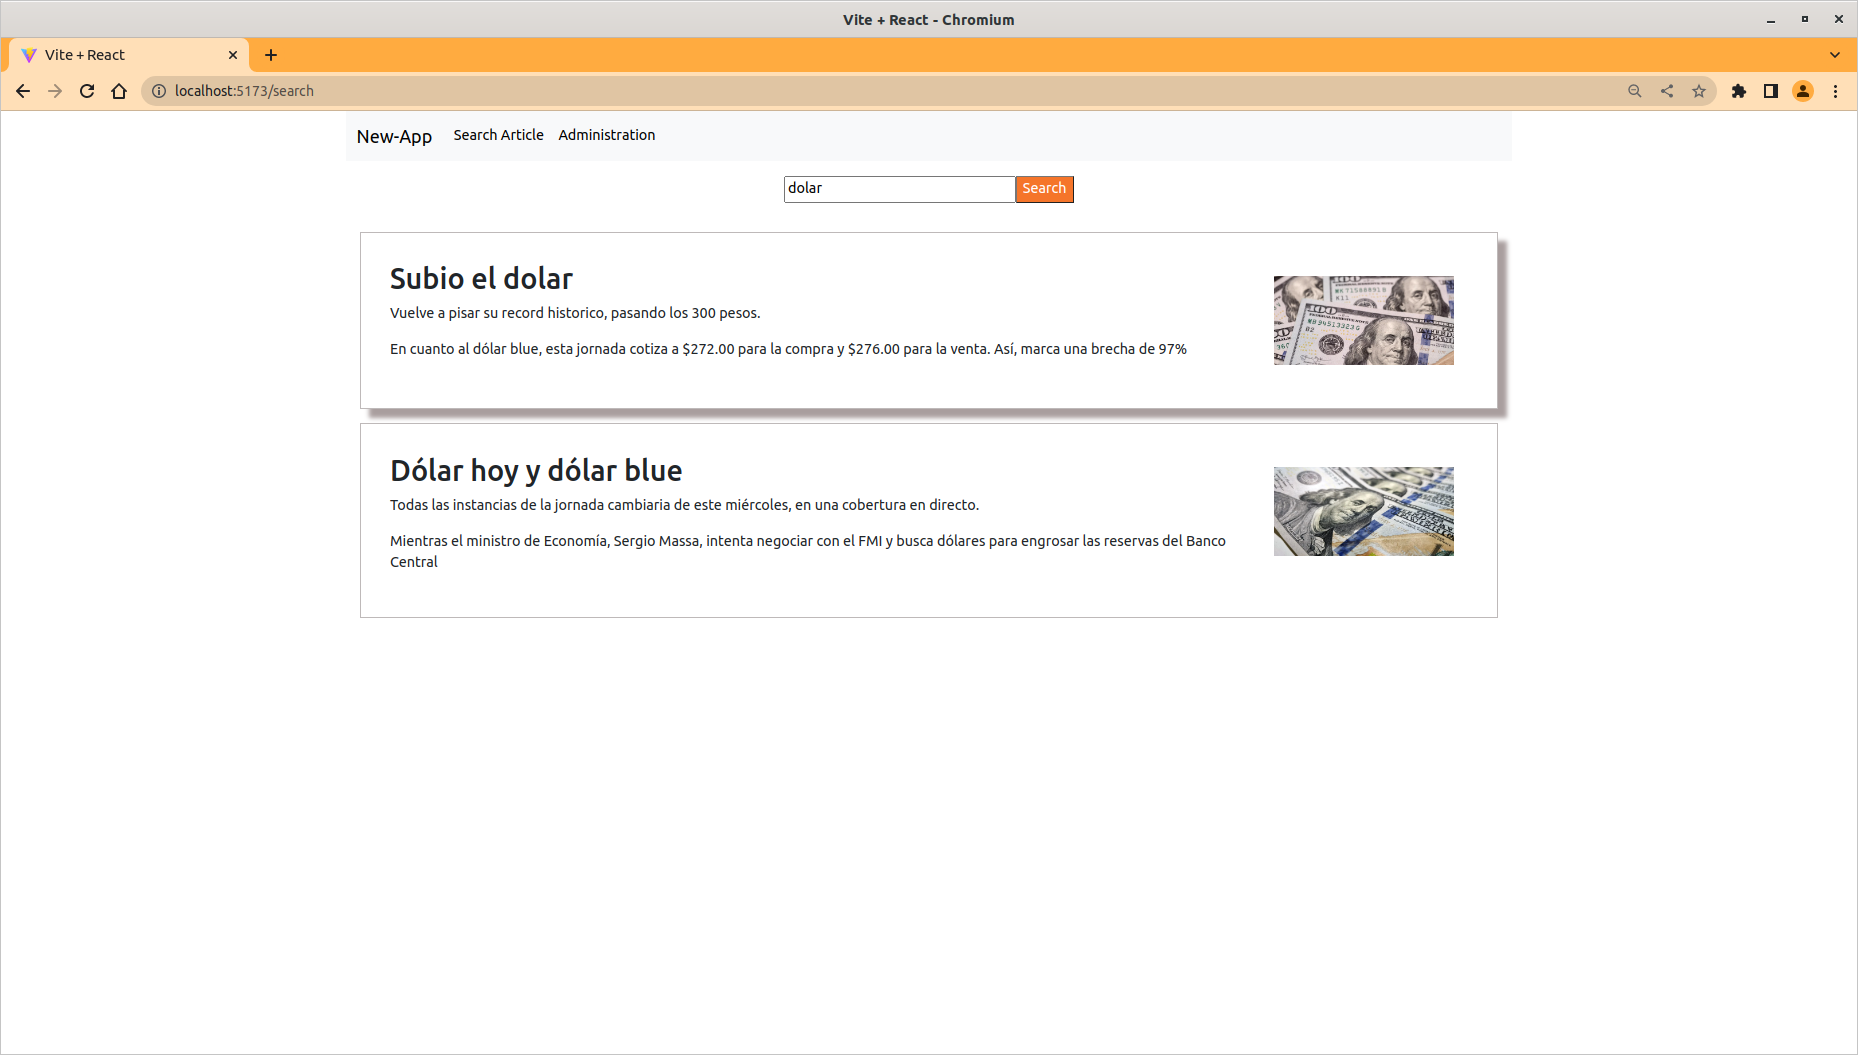 Vite + React - Chromium
Vite + React
localhost:5173/search
New-App Search Article Administration
dolar Search
Subio el dolar
Vuelve a pisar su record historico, pasando los 300 pesos.
En cuanto al dólar blue, esta jornada cotiza a $272.00 para la compra y $276.00 para la venta. Así, marca una brecha de 97%
Dólar hoy y dólar blue
Todas las instancias de la jornada cambiaria de este miércoles, en una cobertura en directo.
Mientras el ministro de Economía, Sergio Massa, intenta negociar con el FMI y busca dólares para engrosar las reservas del Banco
Central